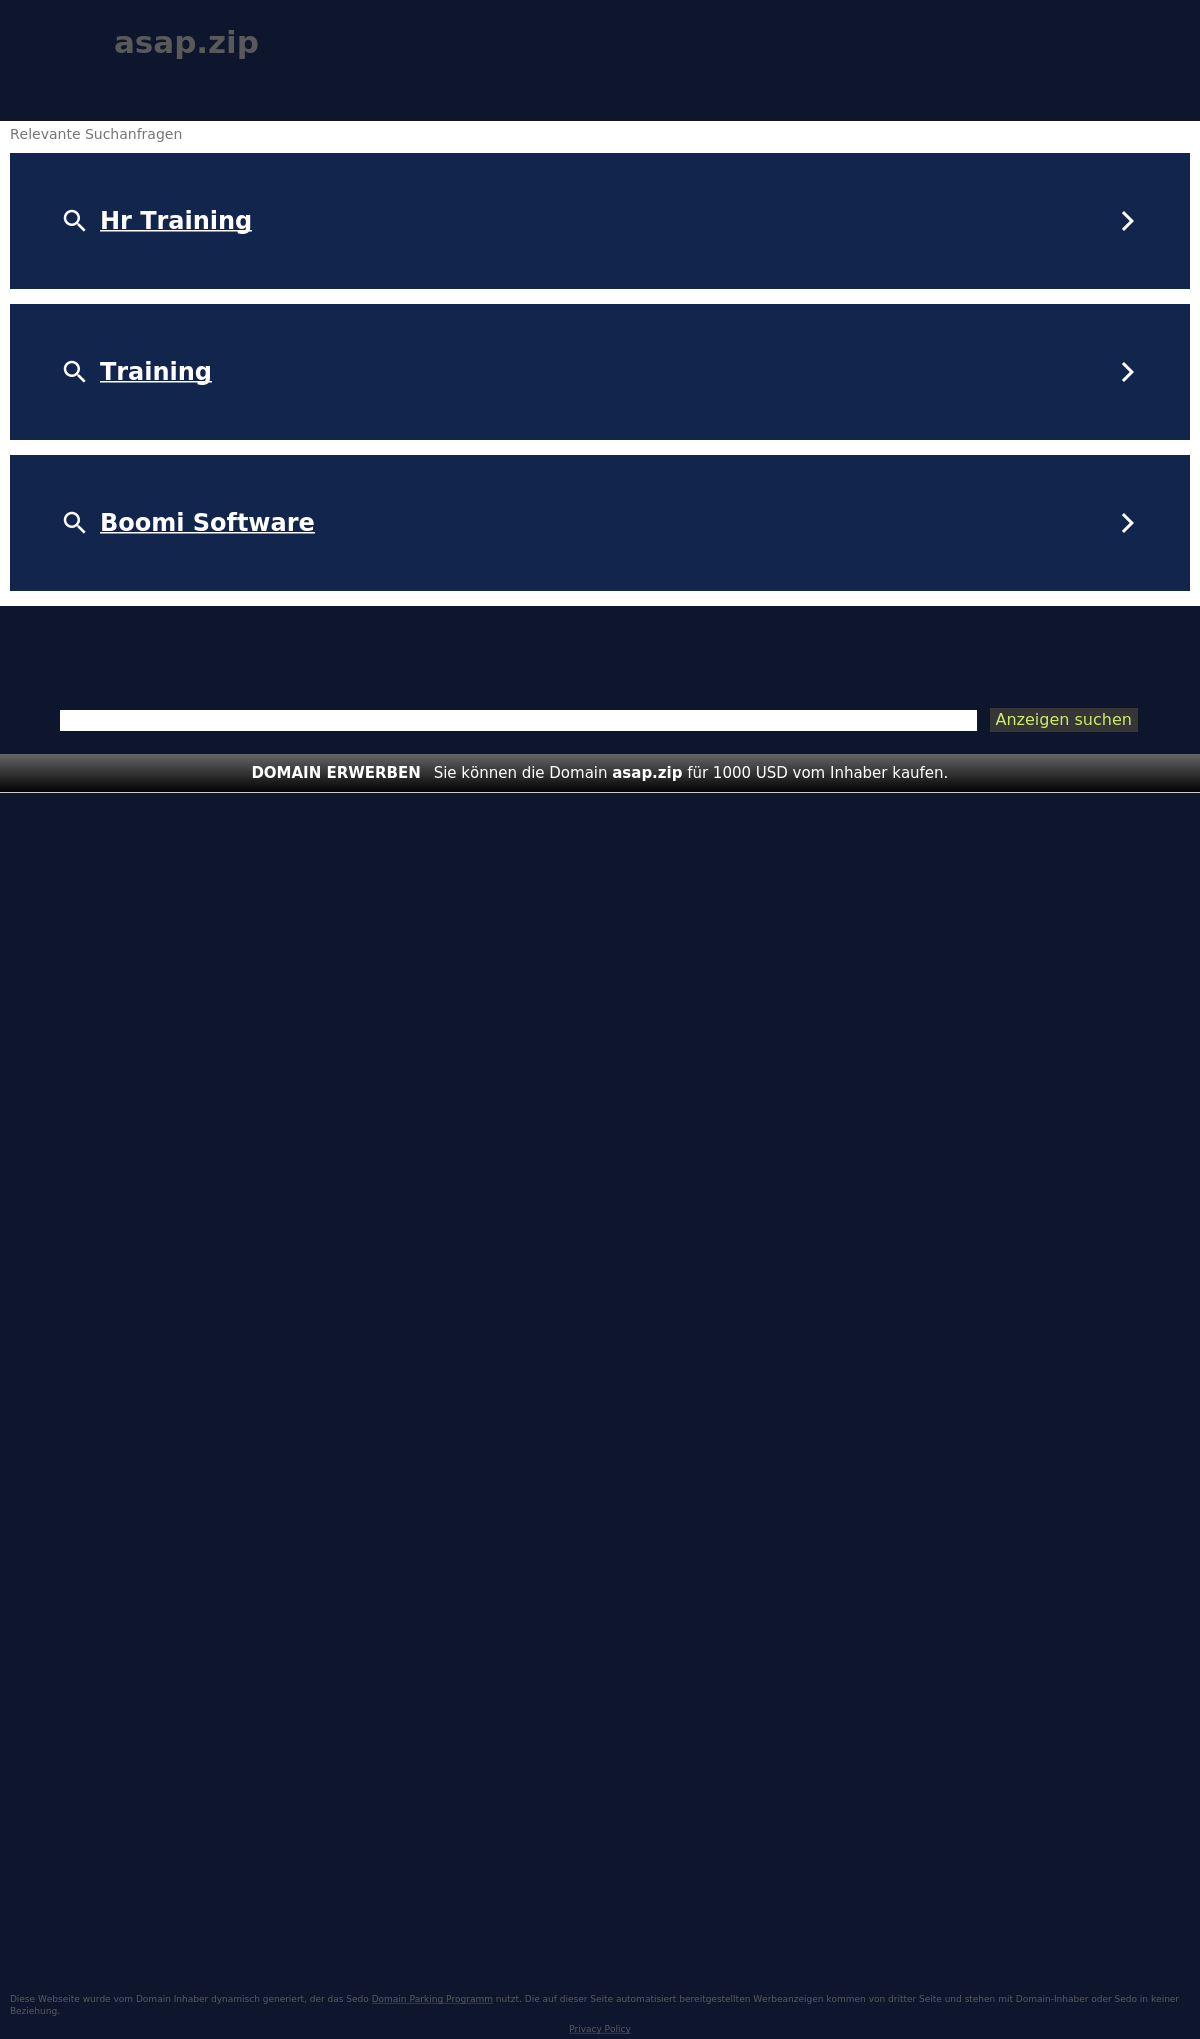 asap.zip
Relevante Suchanfragen
Hr Training
Training
Boomi Software
Anzeigen suchen
DOMAIN ERWERBEN Sie können die Domain asap.zip für 1000 USD vom Inhaber kaufen.
Diese Webseite wurde vom Domain Inhaber dynamisch generiert, der das Sedo Domain Parking Programm nutzt. Die auf dieser Seite automatisiert bereitgestellten Werbeanzeigen kommen von dritter Seite und stehen mit Domain-Inhaber oder Sedo in keiner
Beziehung.
Privacy Policy